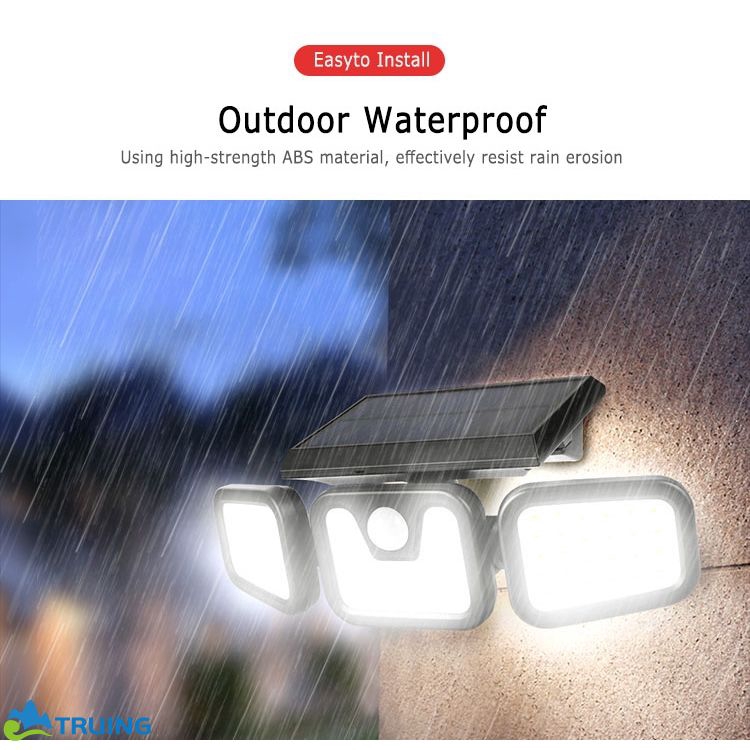 Easyto Install
Outdoor Waterproof
Using high-strength ABS material, effectively resist rain erosion
TRUING